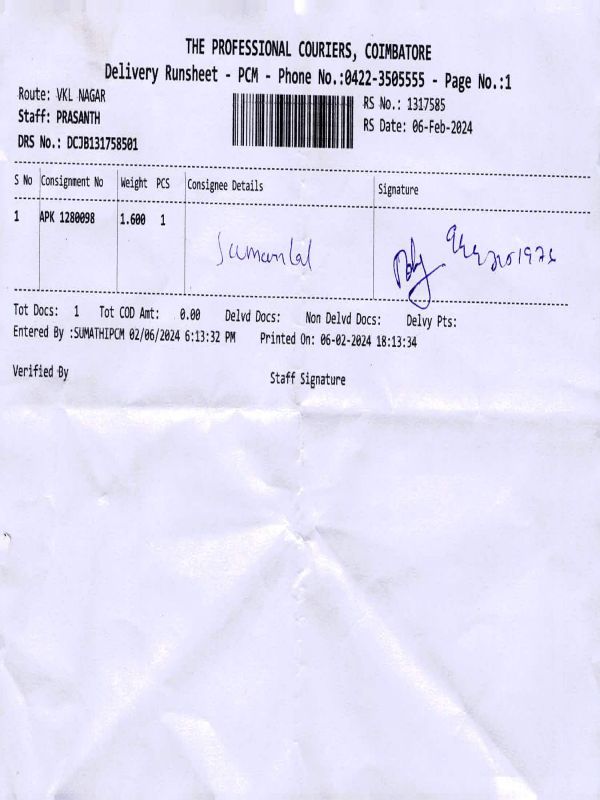 THE PROFESSIONAL COURIERS, COIMBATORE
Delivery Runsheet - PCM - Phone No.:0422-3505555 - Page No.:1
Route: VKL NAGAR
RS No.: 1317585
Staff: PRASANTH
RS Date: 06-Feb-2024
DRS No.: DCJB131758501
S No Consignment No Weight PCS Consignee Details Signature
1 APK 1280098 1.600 1
Tot Docs: 1 Tot COD Amt: 0.00 Delvd Docs: Non Delvd Docs: Delvy Pts:
Entered By :SUMATHIPCM 02/06/2024 6:13:32 PM Printed On: 06-02-2024 18:13:34
Verified By Staff Signature